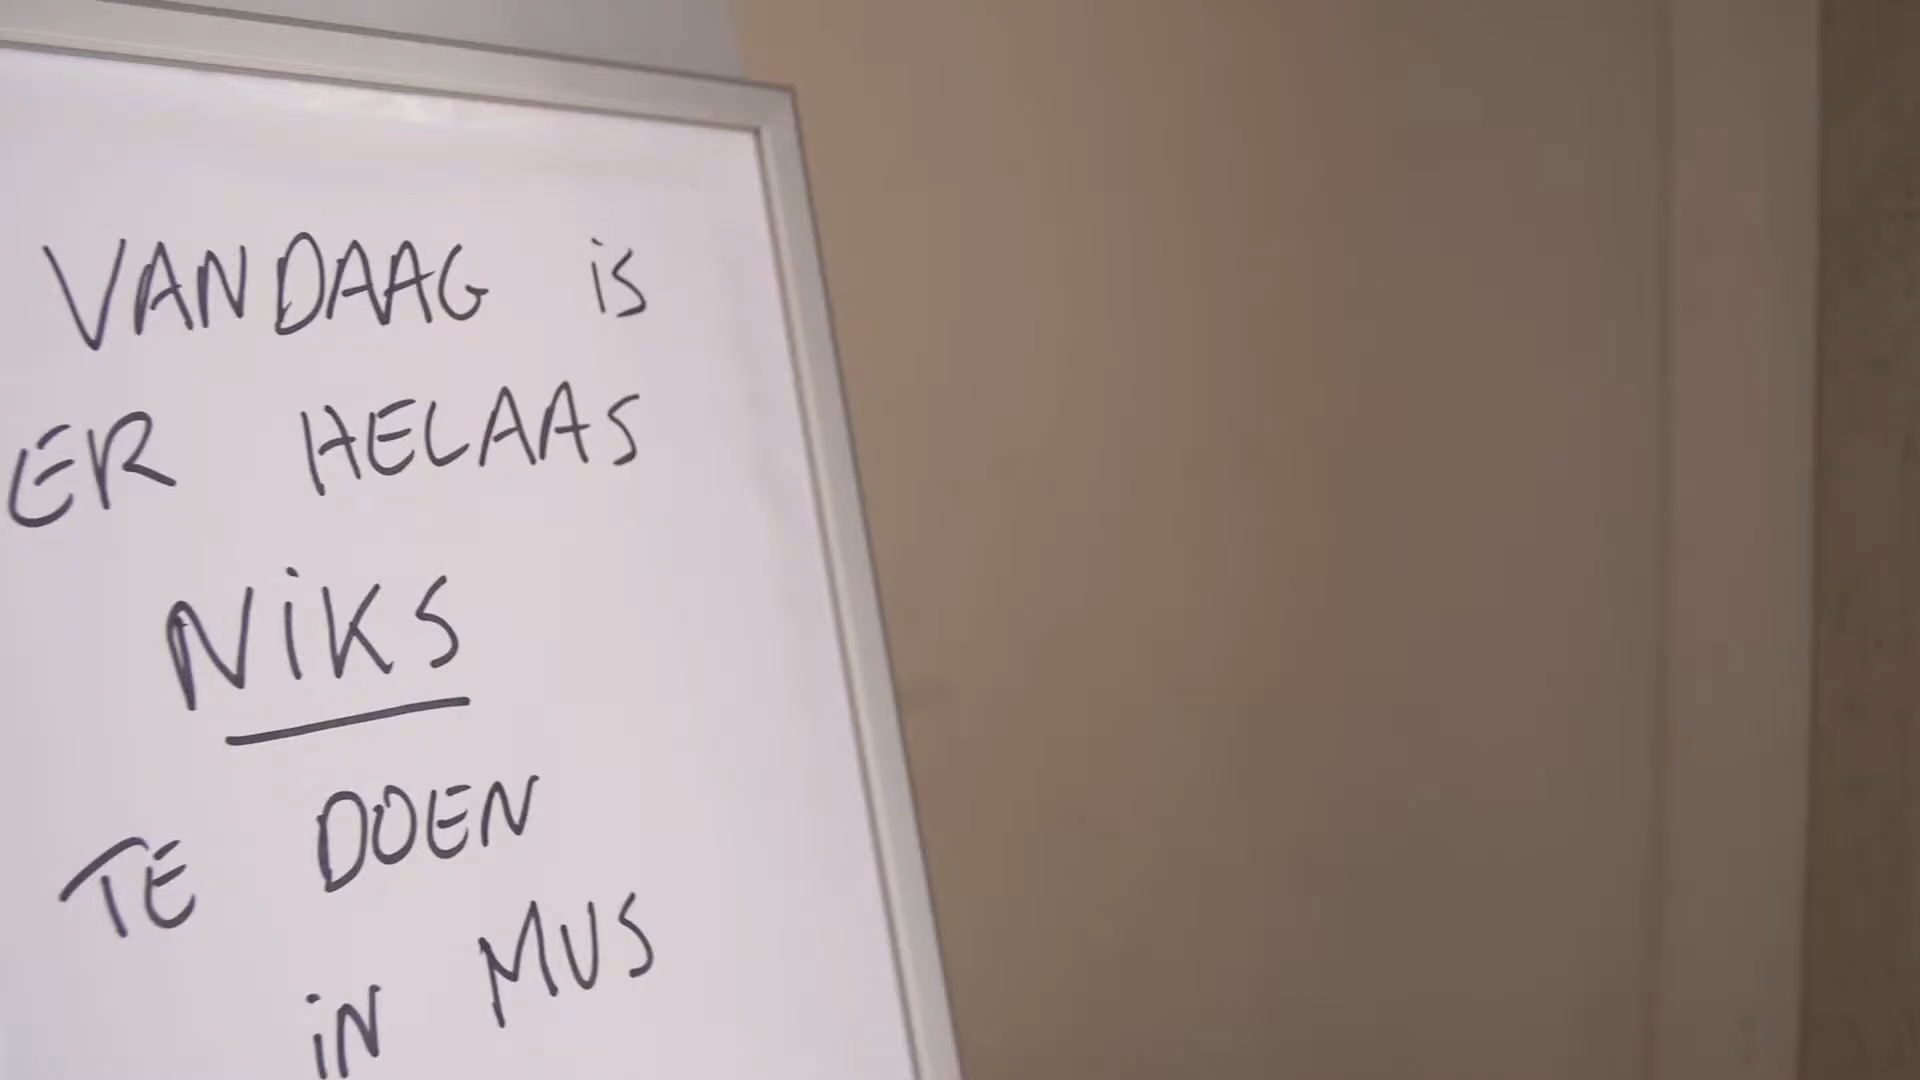 VANDAAG is
ER HELAAS
NiKS
TE DOEN
iN MUS